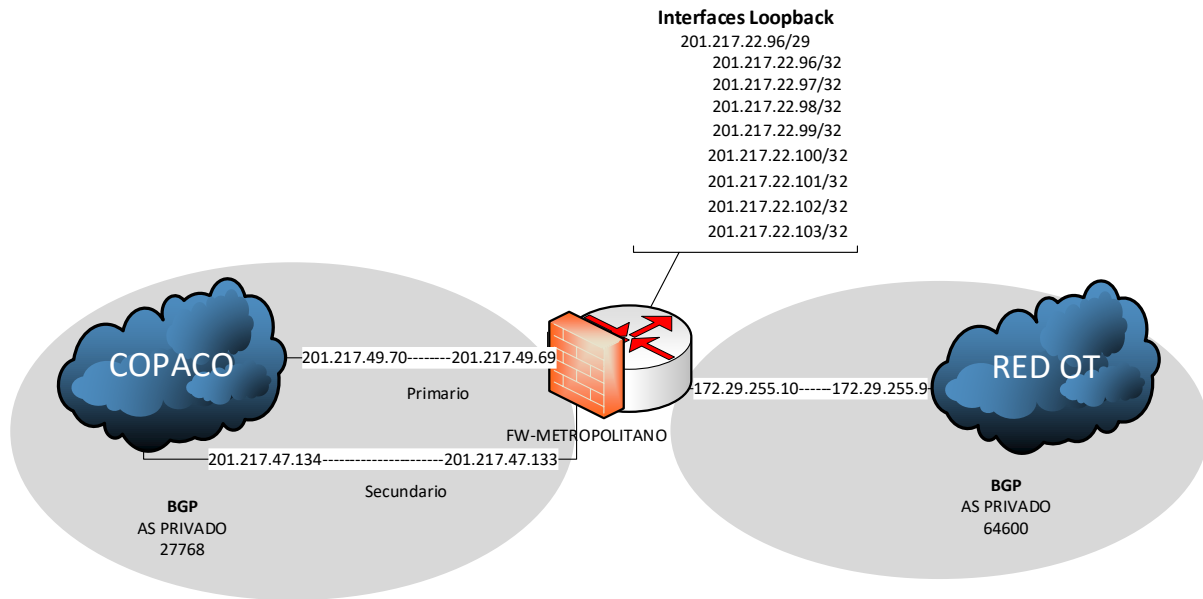 Interfaces Loopback
201.217.22.96/29
201.217.22.96/32
201.217.22.97/32
201.217.22.98/32
201.217.22.99/32
201.217.22.100/32
201.217.22.101/32
201.217.22.102/32
201.217.22.103/32
COPACO
201.217.49.70--------201.217.49.69
Primario
RED OT
172.29.255.10------172.29.255.9
FW-METROPOLITANO
201.217.47.134----------------------201.217.47.133
Secundario
BGP
AS PRIVADO
27768
BGP
AS PRIVADO
64600